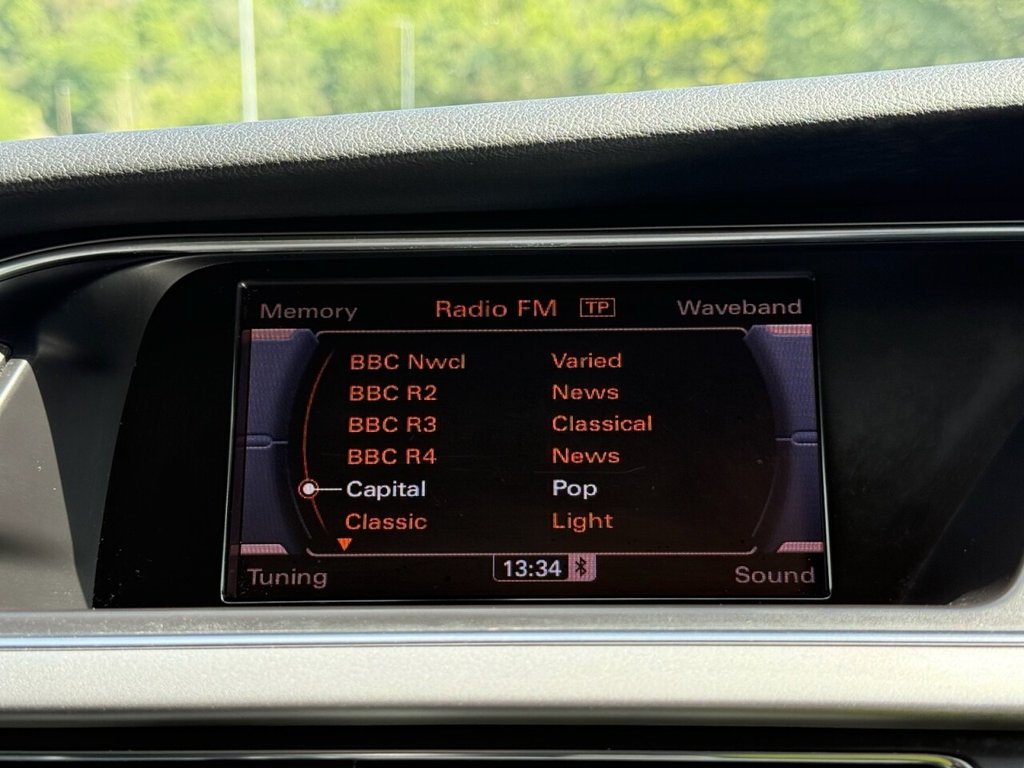 Memory Radio FM TP Waveband
BBC Nwcl Varied
BBC R2 News
BBC R3 Classical
BBC R4 News
Capital Pop
Classic Light
Tuning 13:34 Sound